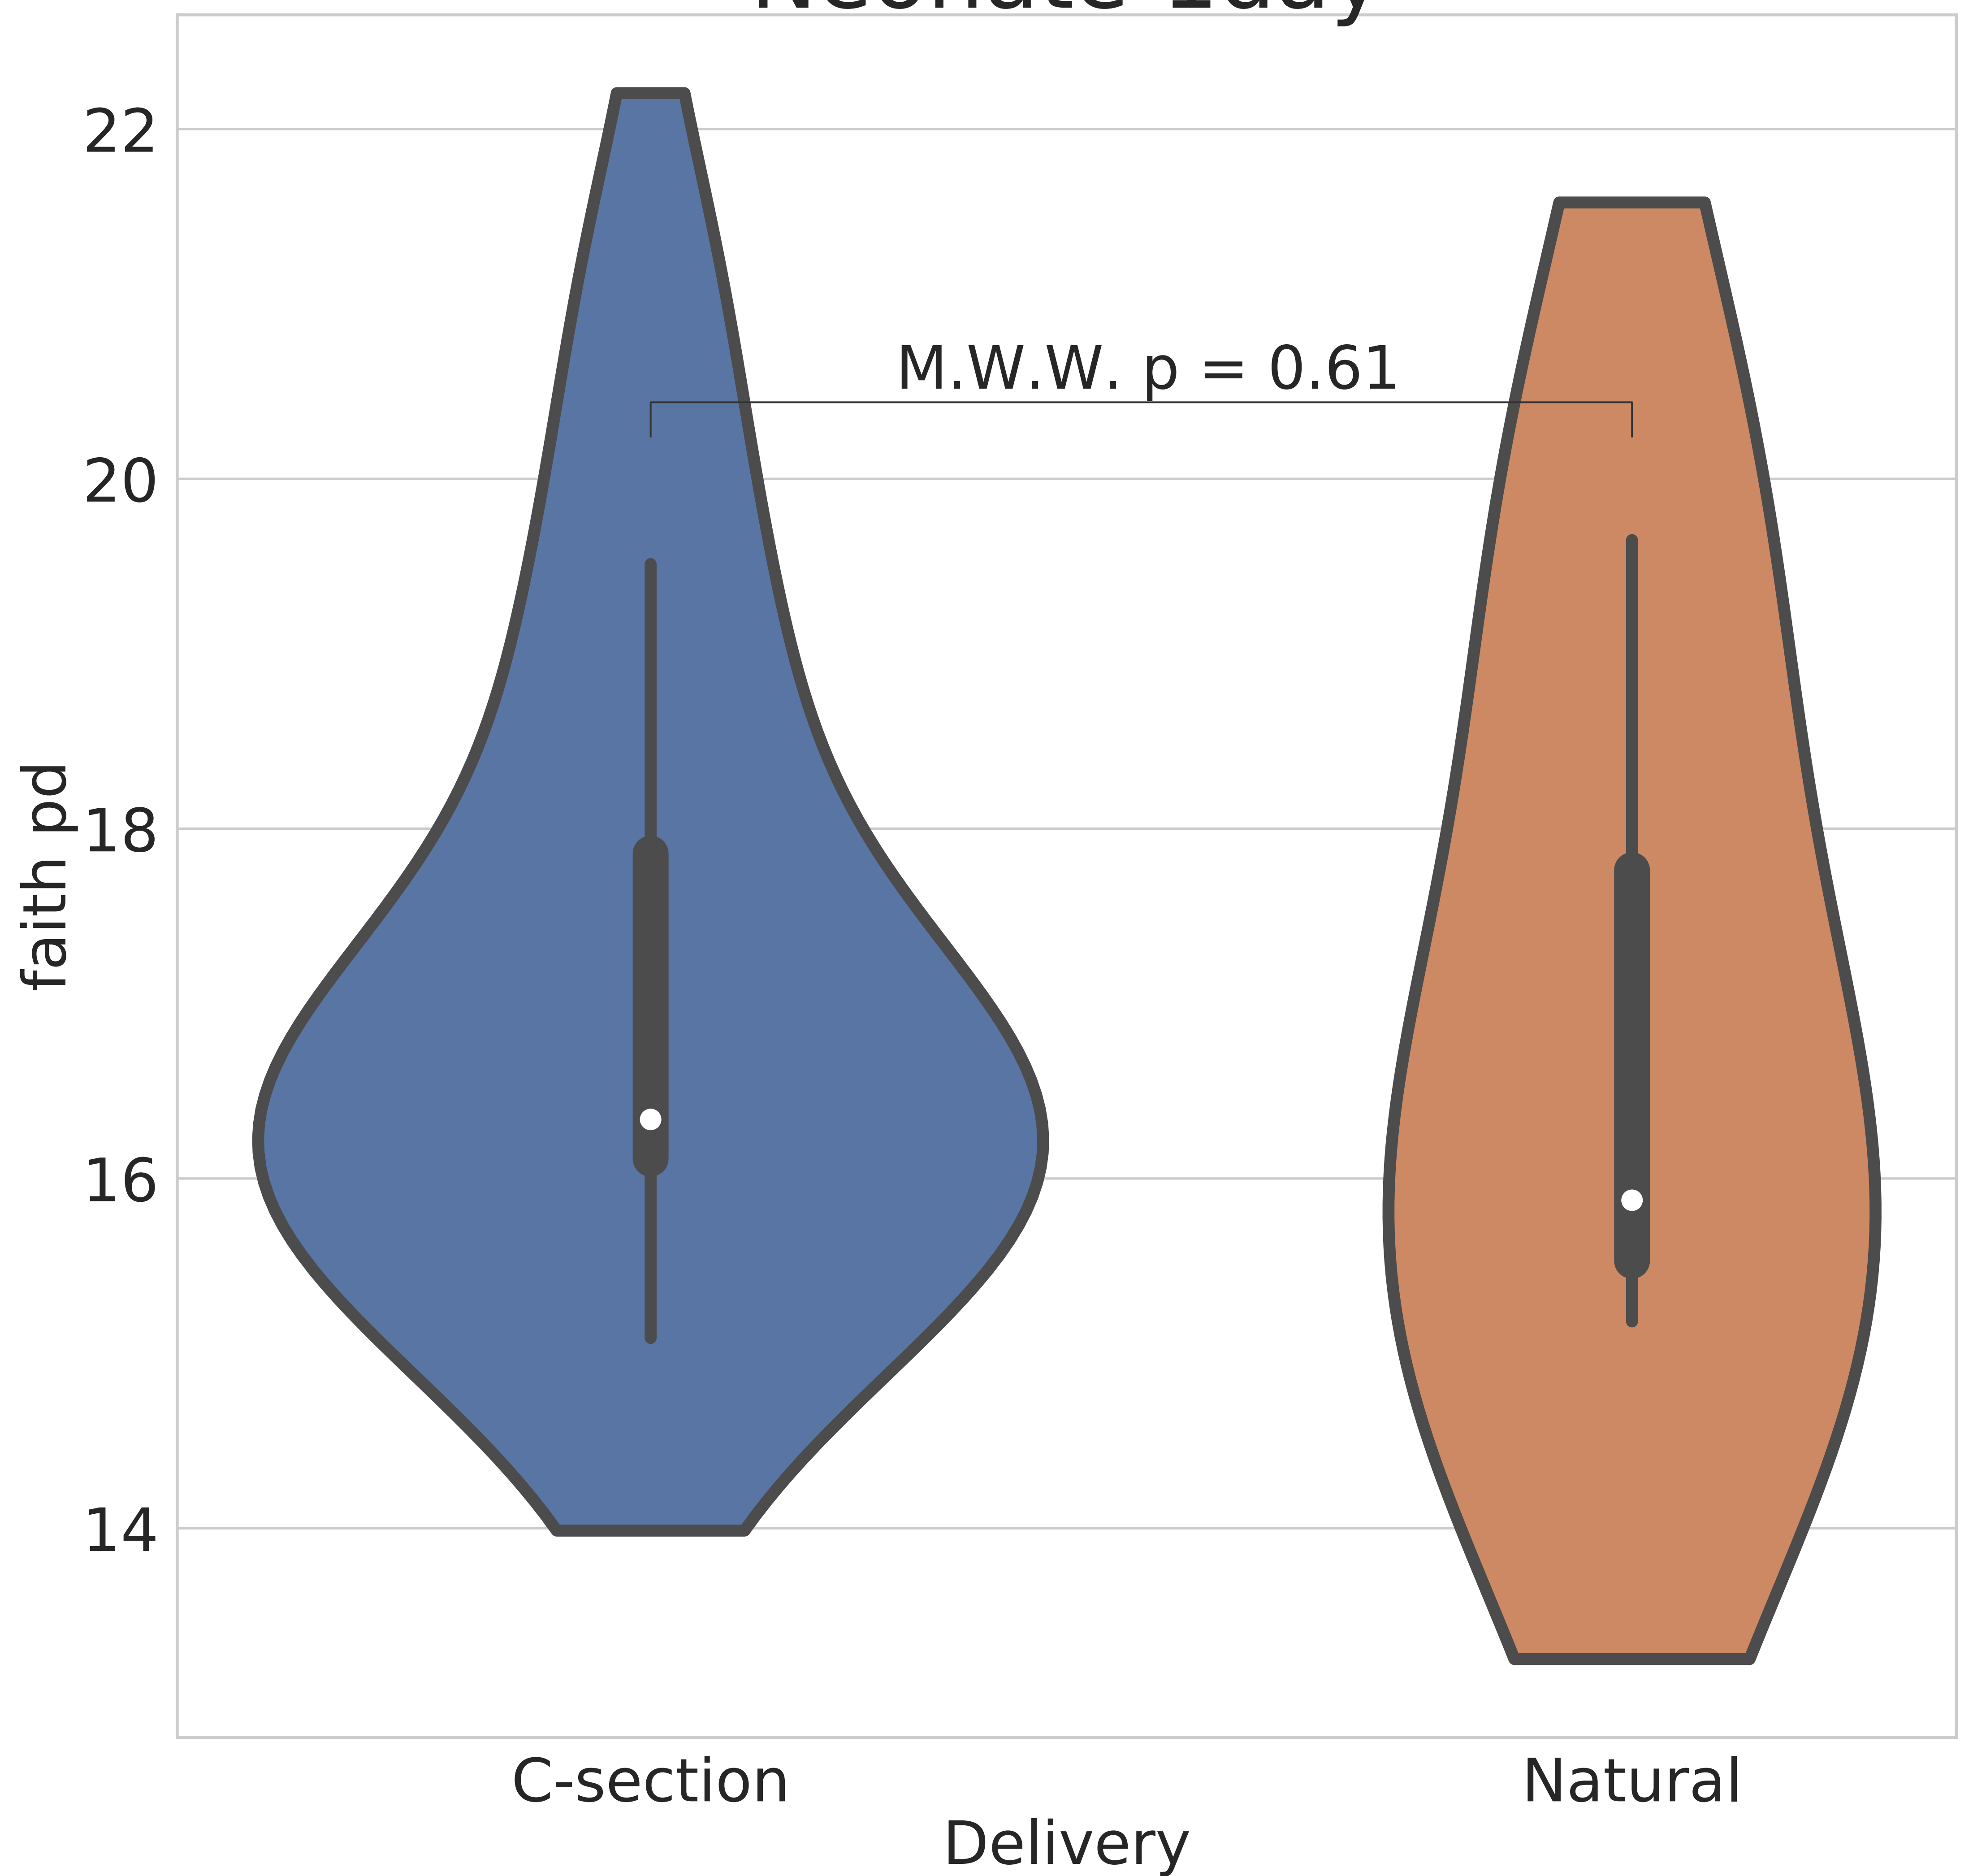 22
M.W.W. p = 0.61
20
18
faith pd
16
14
C-section
Natural
Delivery